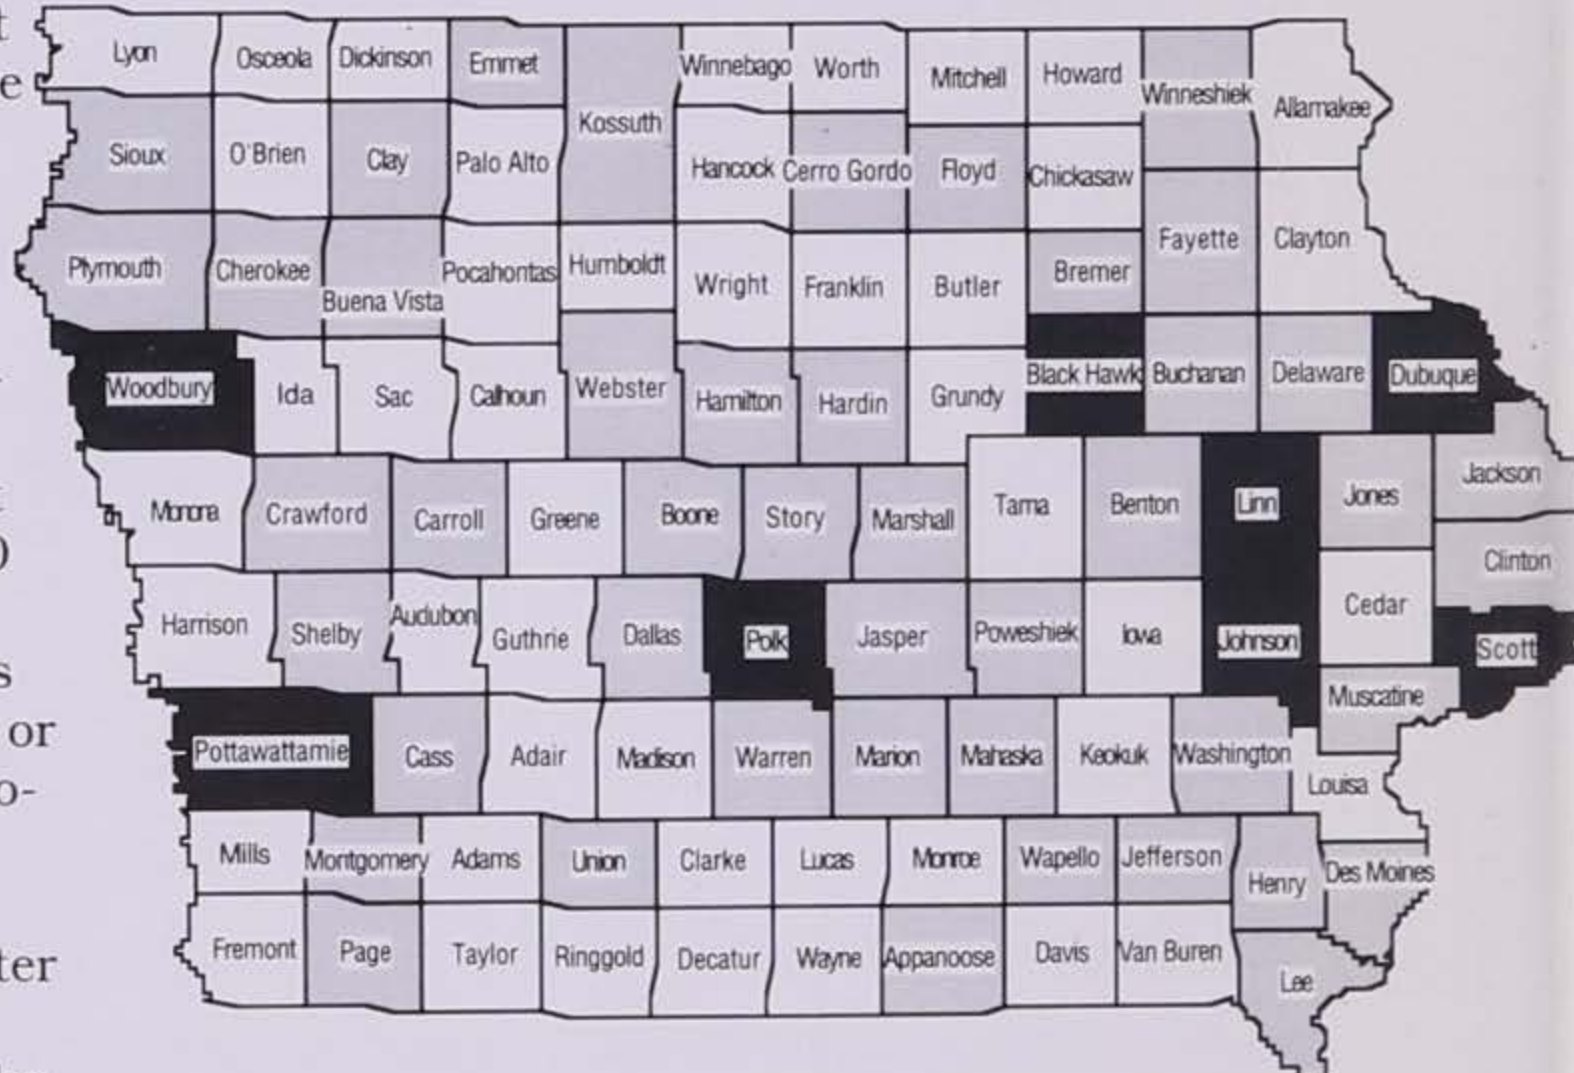 Lyon Osceola Dickinson Emmet Winnebago Worth Mitchell Howard Winneshiek Allamakee
Sioux O'Brien Clay Palo Alto Kossuth Hancock Cerro Gordo Floyd Chickasaw
Plymouth Cherokee Buena Vista Pocahontas Humboldt Wright Franklin Butler Bremer Fayette Clayton
Woodbury Ida Sac Calhoun Webster Hamilton Hardin Grundy Black Hawk Buchanan Delaware Dubuque
Monona Crawford Carroll Greene Boone Story Marshall Tama Benton Linn Jones Jackson
Clinton
Harrison Shelby Audubon Guthrie Dallas Polk Jasper Poweshiek Iowa Johnson Cedar Scott
Muscatine
or
Pottawattamie Cass Adair Madison Warren Marion Mahaska Keokuk Washington Louisa
o-
Mills Montgomery Adams Union Clarke Lucas Monroe Wapello Jefferson Henry Des Moines
ter
Fremont Page Taylor Ringgold Decatur Wayne Appanoose Davis Van Buren Lee